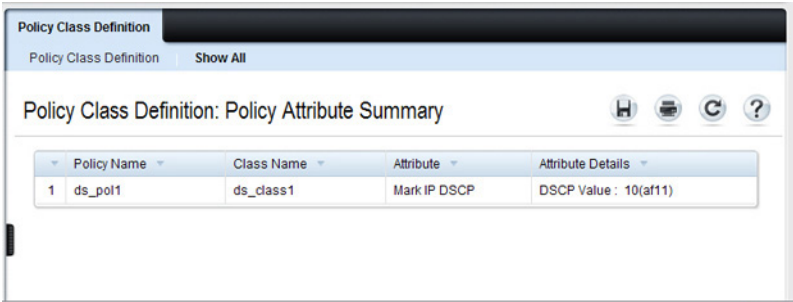 Policy Class Definition
Policy Class Definition Show All
Policy Class Definition: Policy Attribute Summary
Policy Name Class Name Attribute Attribute Details
1 ds_pol1 ds_class1 Mark IP DSCP DSCP Value : 10(af11)